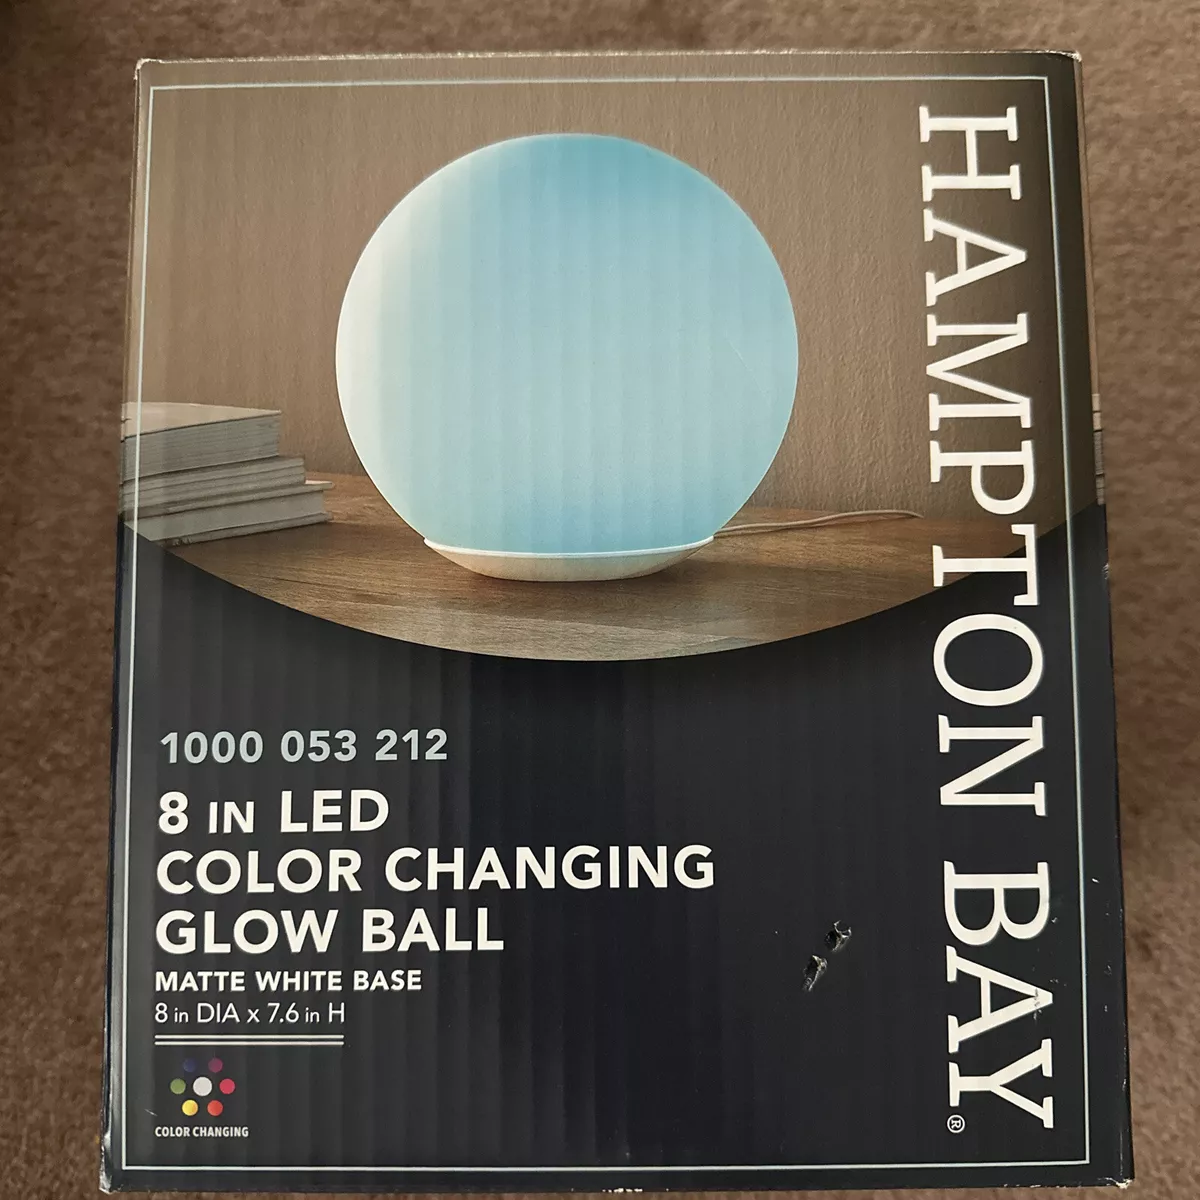 HAMPTON BAY®
1000 053 212
8 IN LED
COLOR CHANGING
GLOW BALL
MATTE WHITE BASE
8 in DIA x 7.6 in H
COLOR CHANGING